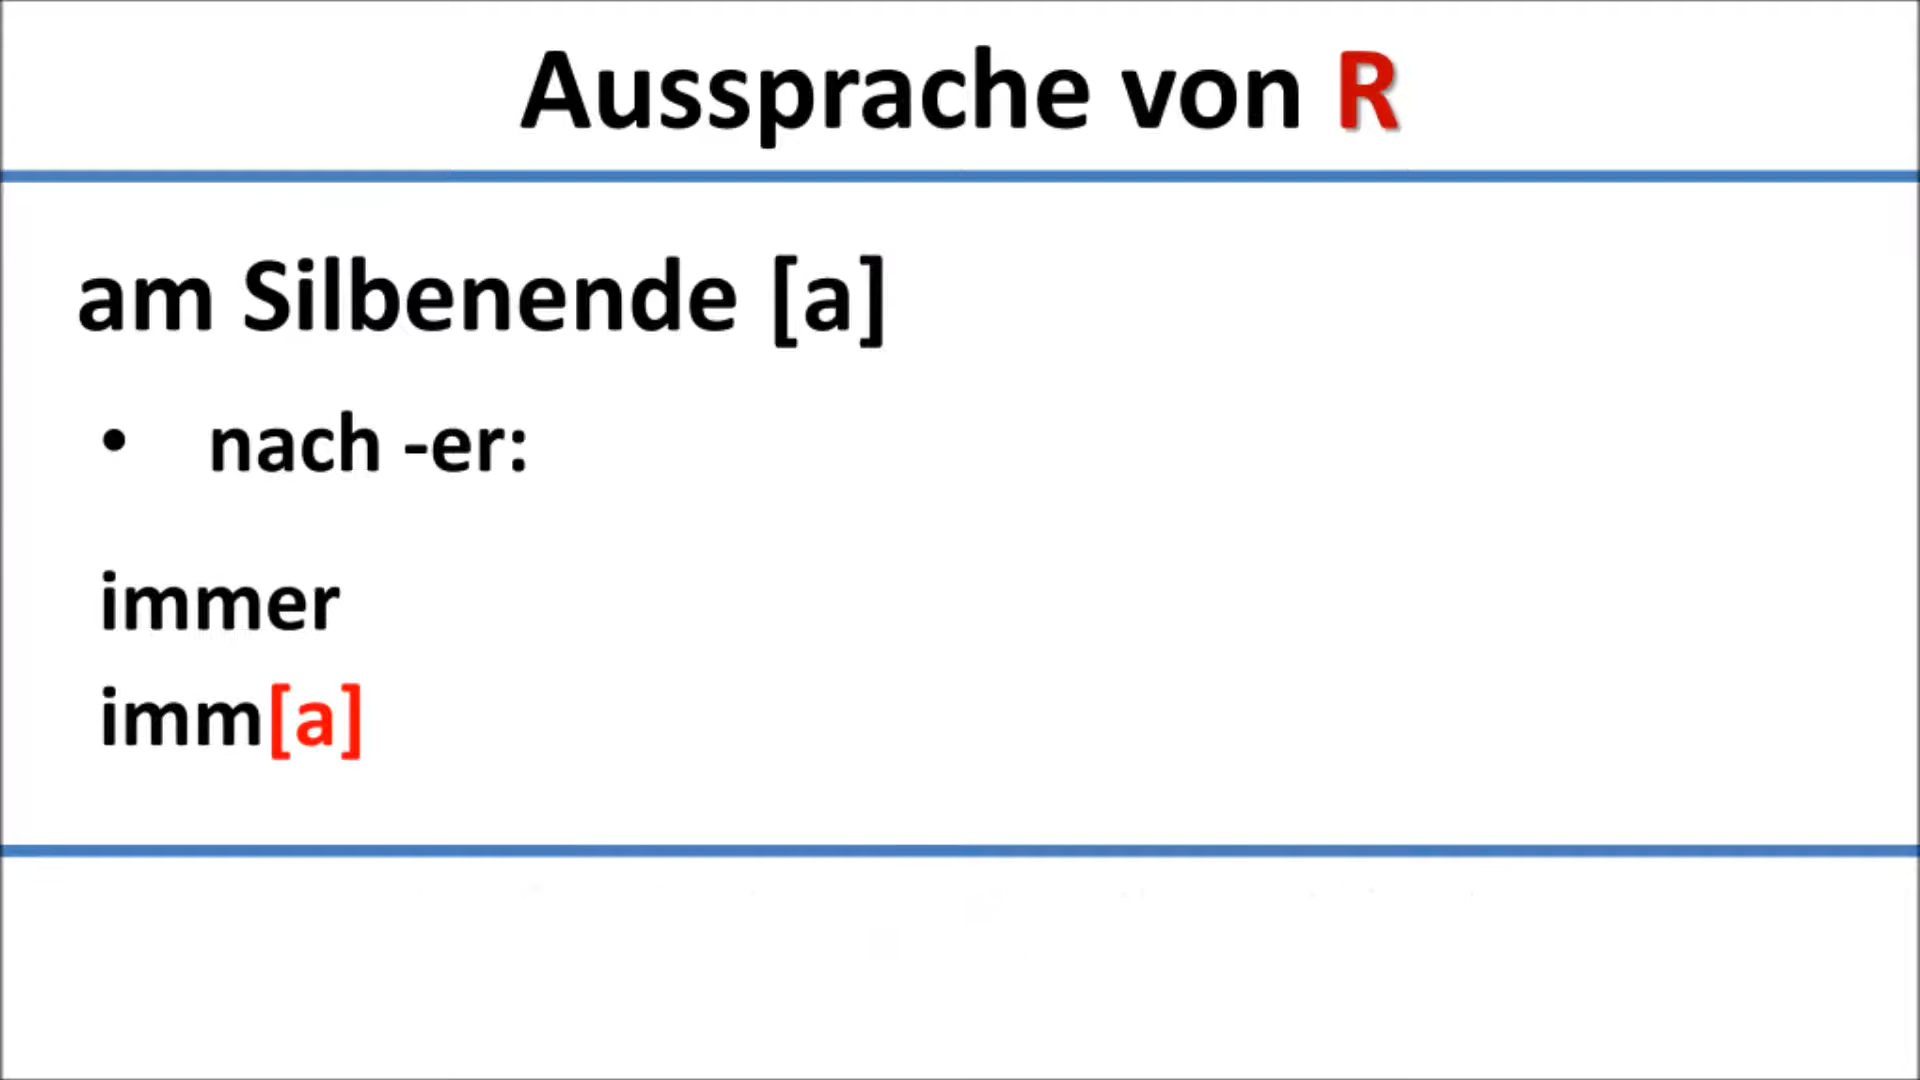 Aussprache von R
am Silbenende [a]
• nach -er:
immer
imm[a]